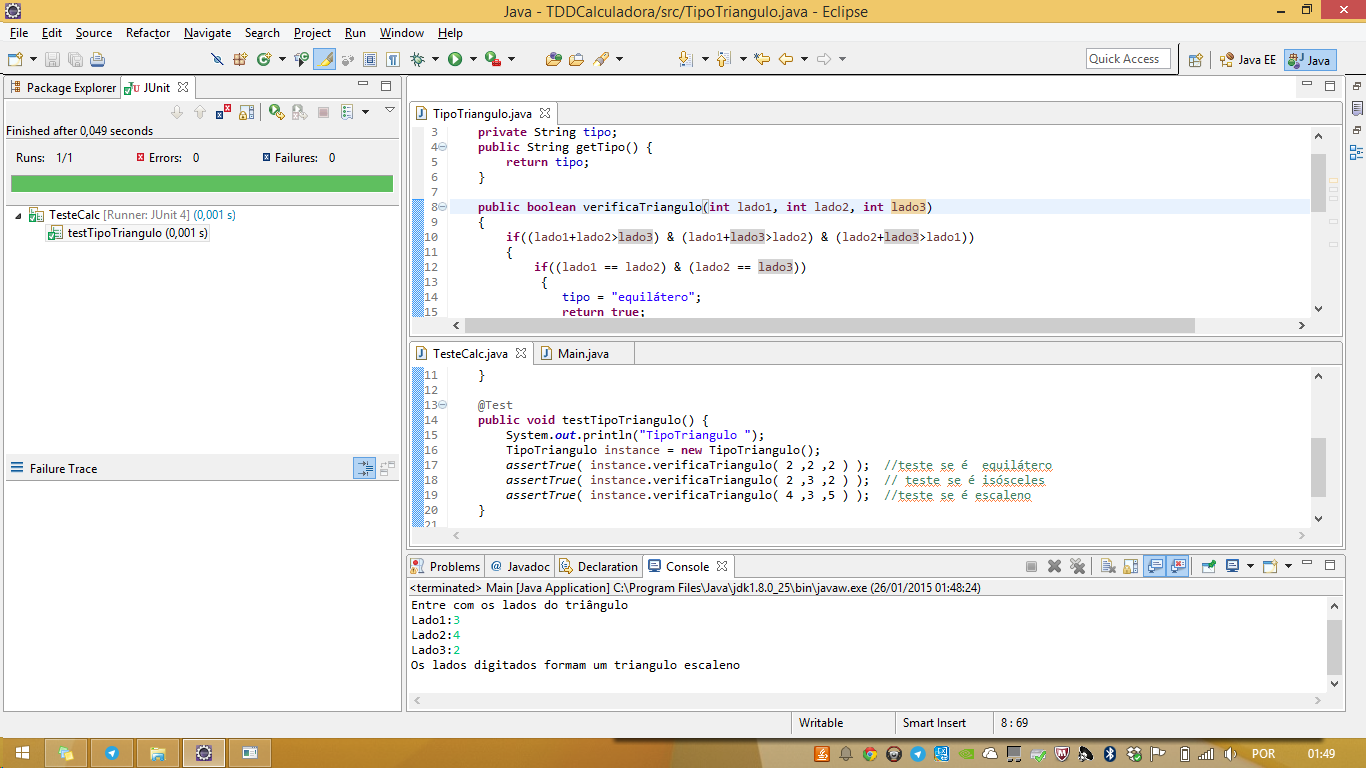 Java - TDDCalculadora/src/TipoTriangulo.java - Eclipse
File Edit Source Refactor Navigate Search Project Run Window Help
Quick Access
Java EE
Java
Package Explorer
JUnit
Finished after 0,049 seconds
Runs: 1/1
Errors: 0
Failures: 0
TesteCalc [Runner: JUnit 4] (0,001 s)
testTipoTriangulo (0,001 s)
Failure Trace
TipoTriangulo.java
3 private String tipo;
4 public String getTipo() {
5 return tipo;
6 }
7
8 public boolean verificaTriangulo(int lado1, int lado2, int lado3)
9 {
10 if((lado1+lado2>lado3) & (lado1+lado3>lado2) & (lado2+lado3>lado1))
11 {
12 if((lado1 == lado2) & (lado2 == lado3))
13 {
14 tipo = "equilátero";
15 return true;
TesteCalc.java
Main.java
11 }
12
13 @Test
14 public void testTipoTriangulo() {
15 System.out.println("TipoTriangulo ");
16 TipoTriangulo instance = new TipoTriangulo();
17 assertTrue( instance.verificaTriangulo( 2 ,2 ,2 ) ); //teste se é  equilátero
18 assertTrue( instance.verificaTriangulo( 2 ,3 ,2 ) ); // teste se é isósceles
19 assertTrue( instance.verificaTriangulo( 4 ,3 ,5 ) ); //teste se é escaleno
20 }
21
Problems
@ Javadoc
Declaration
Console
<terminated> Main [Java Application] C:\Program Files\Java\jdk1.8.0_25\bin\javaw.exe (26/01/2015 01:48:24)
Entre com os lados do triângulo
Lado1:3
Lado2:4
Lado3:2
Os lados digitados formam um triangulo escaleno
Writable
Smart Insert
8 : 69
POR
01:49